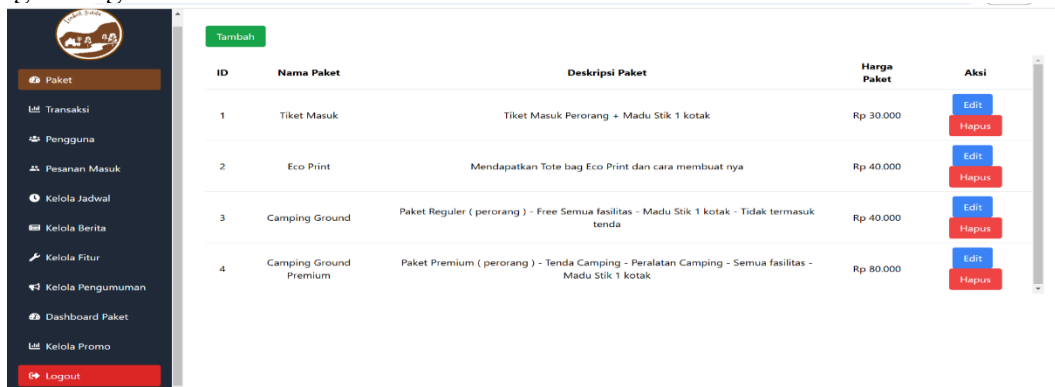 Tambah
ID Nama Paket Deskripsi Paket Harga Paket Aksi
1 Tiket Masuk Tiket Masuk Perorang + Madu Stik 1 kotak Rp 30.000 Edit
Hapus
2 Eco Print Mendapatkan Tote bag Eco Print dan cara membuat nya Rp 40.000 Edit
Hapus
3 Camping Ground Paket Reguler ( perorang ) - Free Semua fasilitas - Madu Stik 1 kotak - Tidak termasuk
tenda Rp 40.000 Edit
Hapus
4 Camping Ground
Premium Paket Premium ( perorang ) - Tenda Camping - Peralatan Camping - Semua fasilitas -
Madu Stik 1 kotak Rp 80.000 Edit
Hapus
Paket
Transaksi
Pengguna
Pesanan Masuk
Kelola Jadwal
Kelola Berita
Kelola Fitur
Kelola Pengumuman
Dashboard Paket
Kelola Promo
Logout